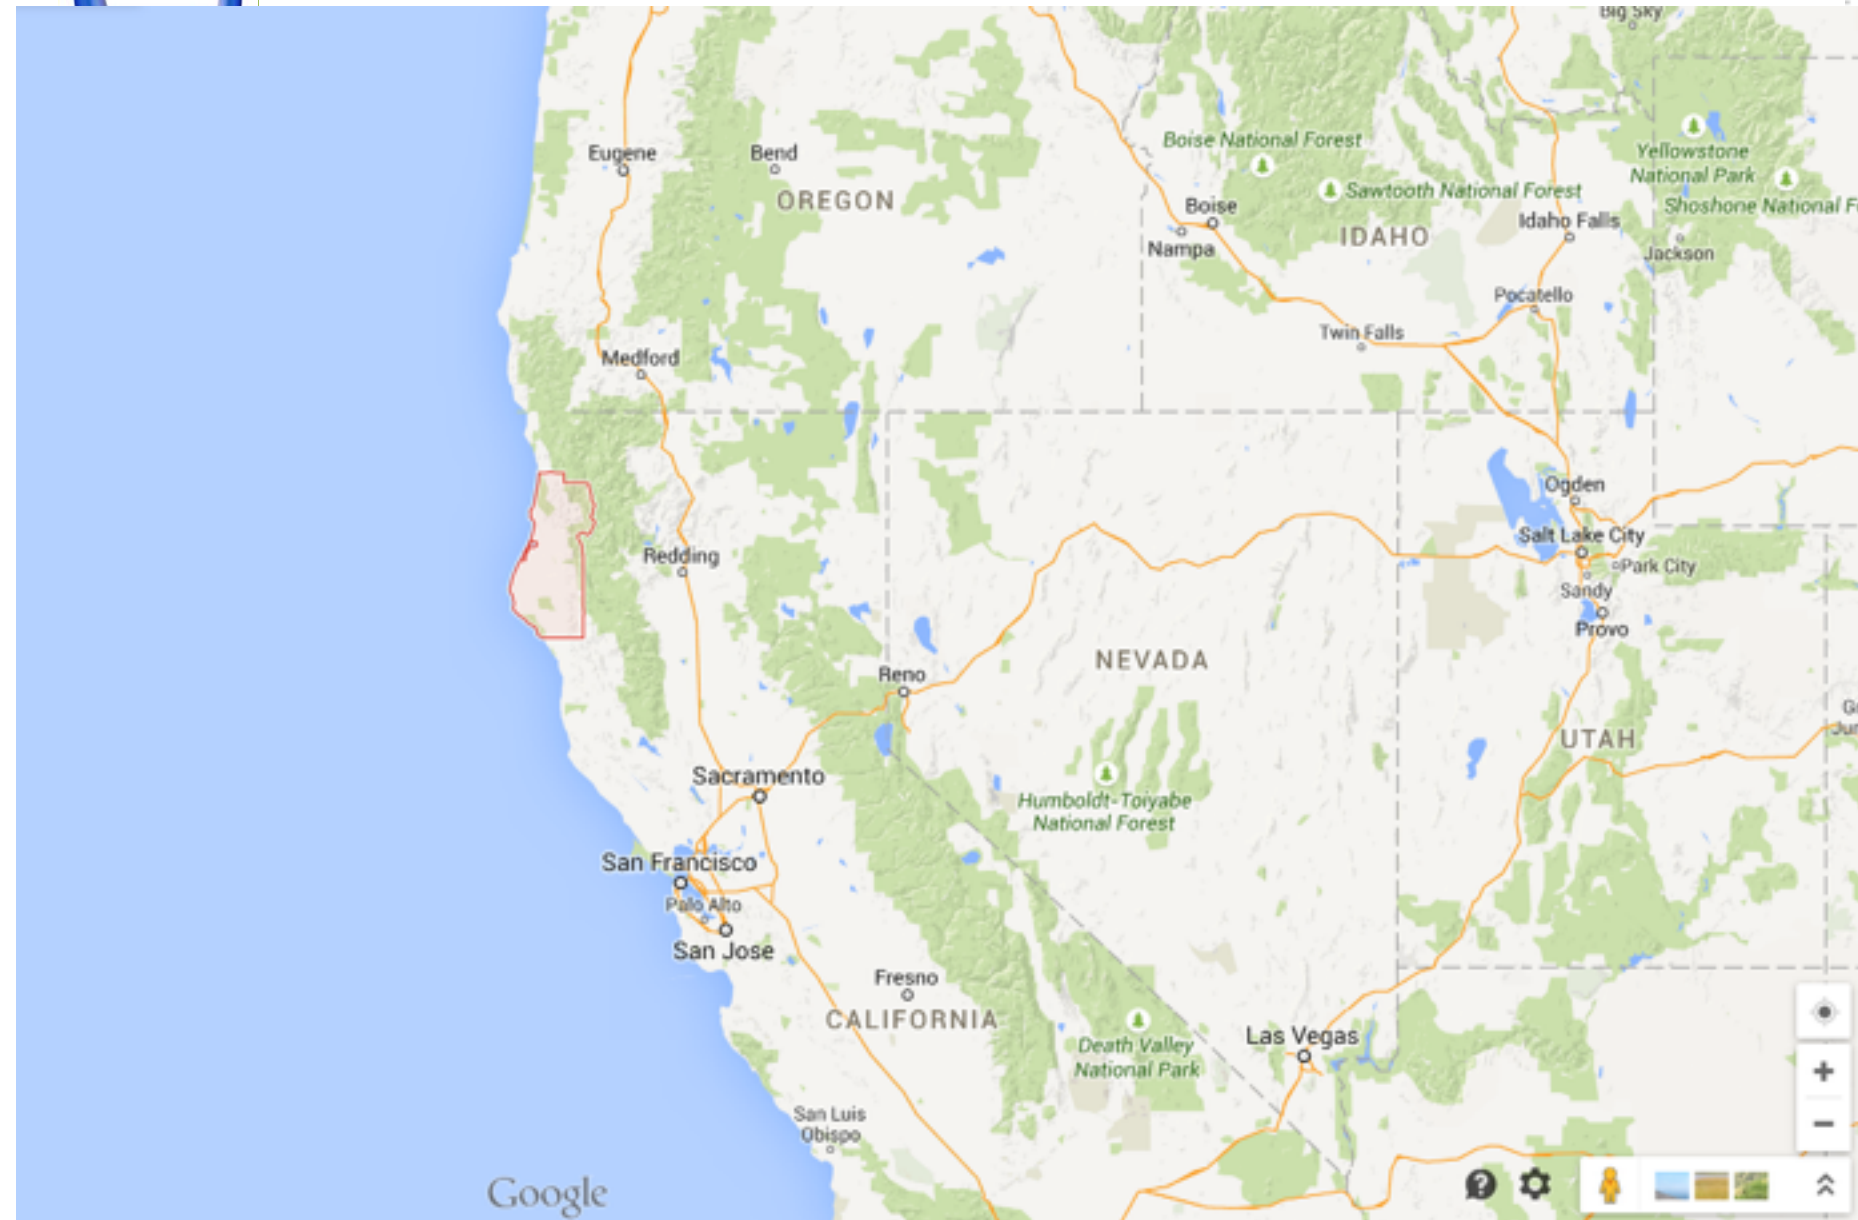 Big Sky
Eugene
Bend
OREGON
Boise National Forest
Sawtooth National Forest
Yellowstone
National Park
Shoshone National F
Boise
Nampa
IDAHO
Idaho Falls
Jackson
Pocatello
Twin Falls
Medford
Redding
Ogden
Salt Lake City
Park City
Sandy
Provo
Reno
NEVADA
UTAH
Sacramento
Humboldt-Toiyabe
National Forest
San Francisco
Palo Alto
San Jose
Fresno
CALIFORNIA
Death Valley
National Park
Las Vegas
San Luis
Obispo
Google